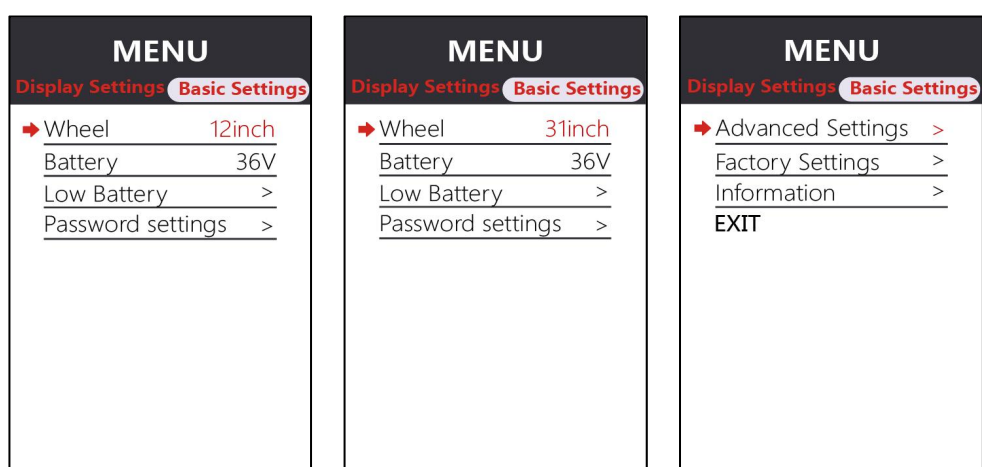 MENU
Display Settings Basic Settings
Wheel 12inch
Battery 36V
Low Battery >
Password settings >
MENU
Display Settings Basic Settings
Wheel 31inch
Battery 36V
Low Battery >
Password settings >
MENU
Display Settings Basic Settings
Advanced Settings >
Factory Settings >
Information >
EXIT